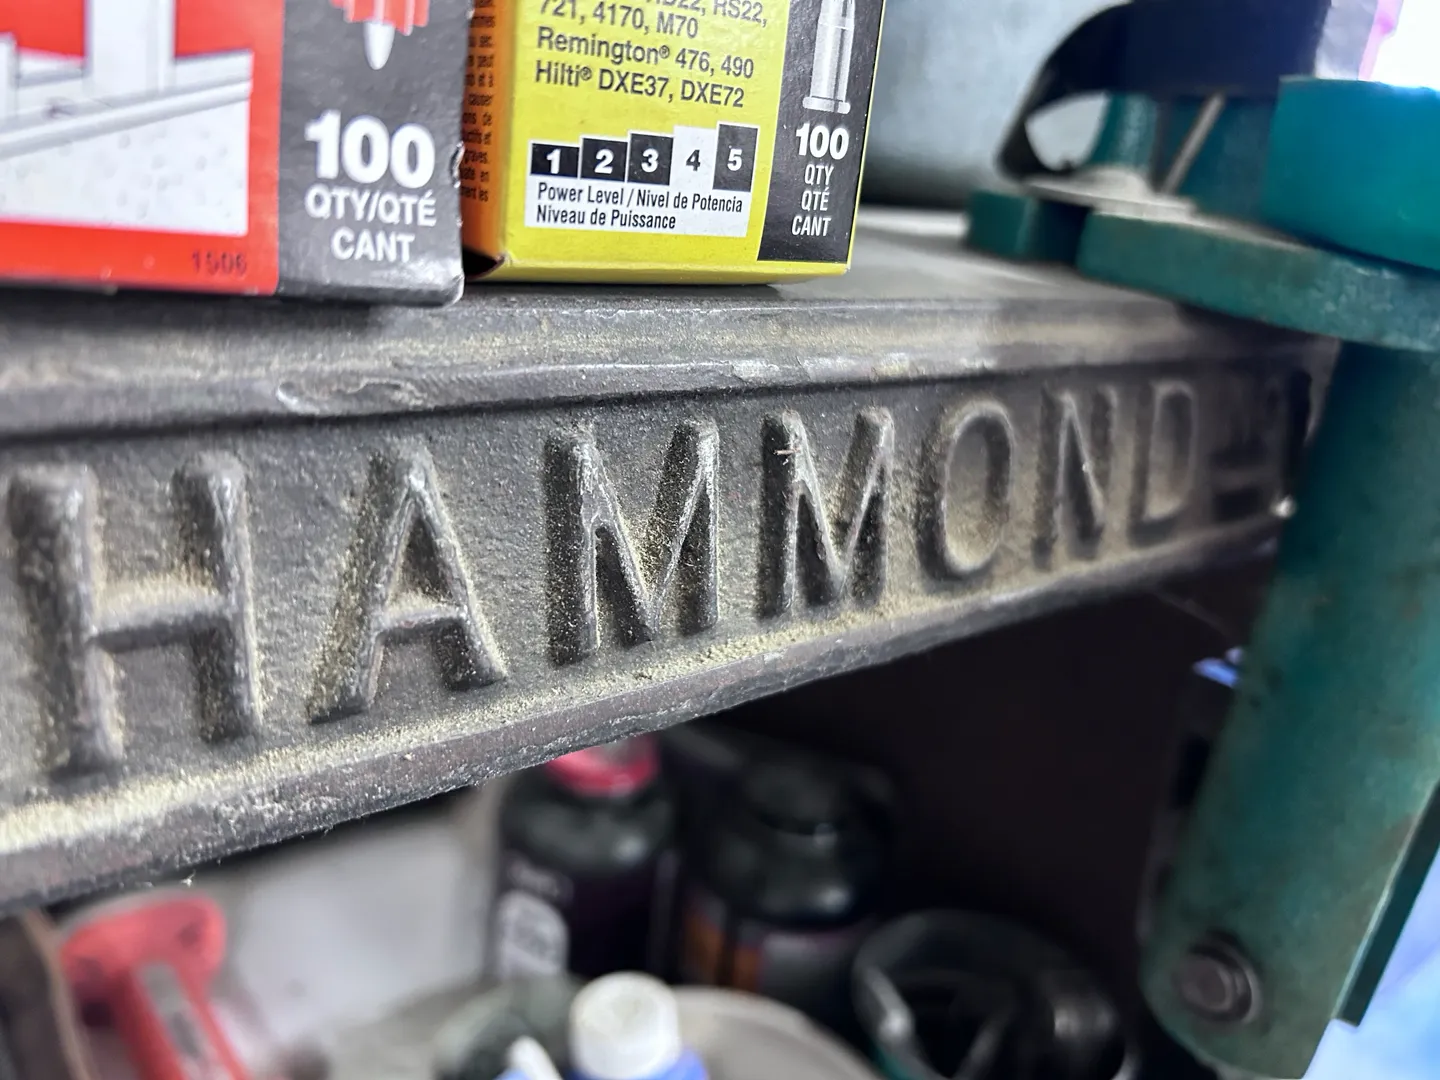 100
QTY/QTÉ
CANT
1506
RS22,
721, 4170, M70
Remington® 476, 490
Hilti® DXE37, DXE72
1 2 3 4 5
Power Level / Nivel de Potencia
Niveau de Puissance
100
QTY
QTÉ
CANT
HAMMOND